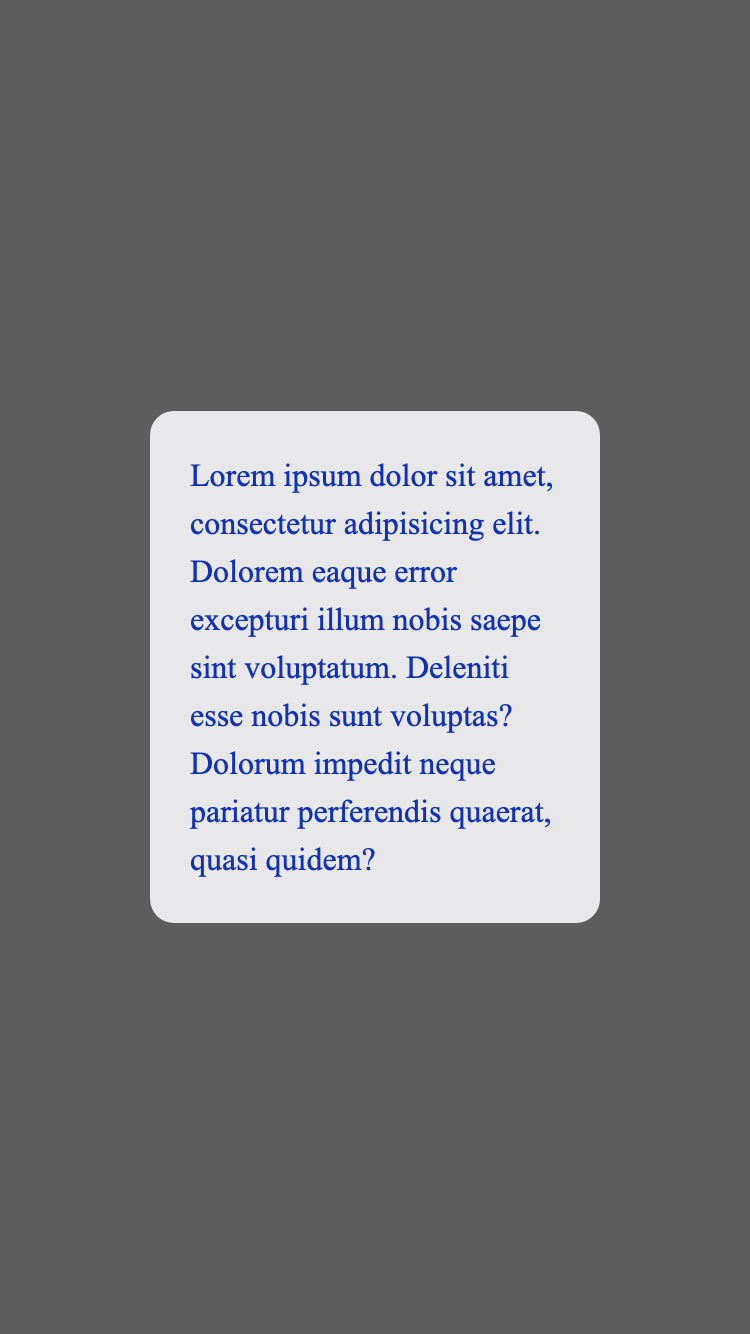 Lorem ipsum dolor sit amet,
consectetur adipisicing elit.
Dolorem eaque error
excepturi illum nobis saepe
sint voluptatum. Deleniti
esse nobis sunt voluptas?
Dolorum impedit neque
pariatur perferendis quaerat,
quasi quidem?